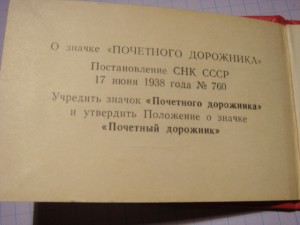 О значке «ПОЧЕТНОГО ДОРОЖНИКА»
Постановление СНК СССР
17 июня 1938 года № 760
Учредить значок «Почетного дорожника»
и утвердить Положение о значке
«Почетный дорожник»